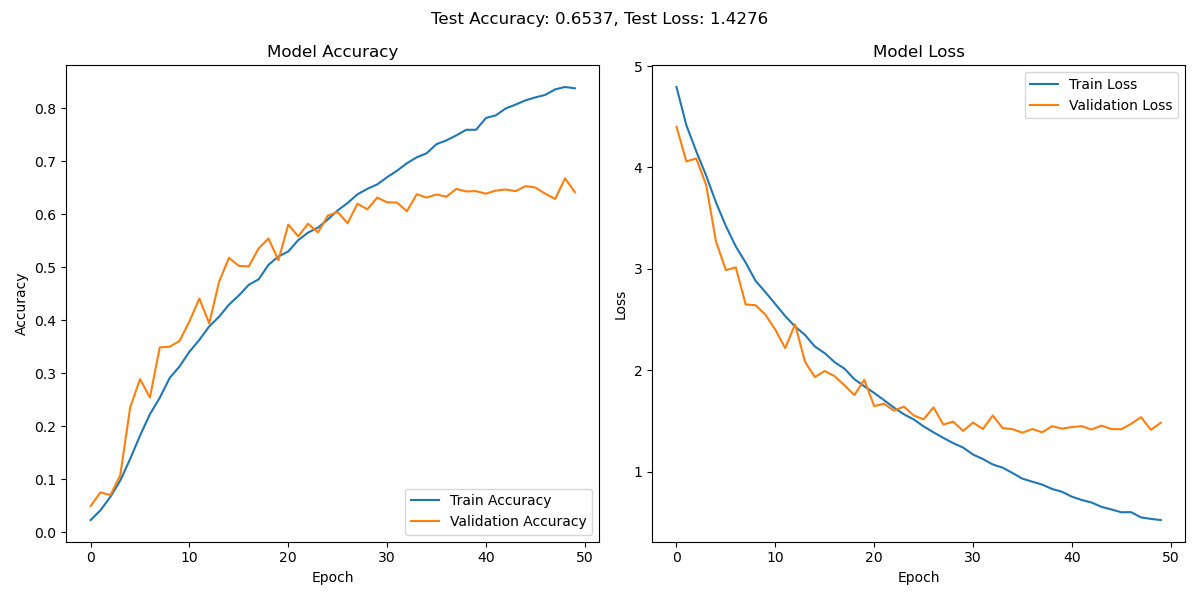 Test Accuracy: 0.6537, Test Loss: 1.4276
Model Accuracy
Accuracy
0.8
0.7
0.6
0.5
0.4
0.3
0.2
0.1
0.0
Train Accuracy
Validation Accuracy
0 10 20 30 40 50
Epoch
Model Loss
Loss
5
4
3
2
1
Train Loss
Validation Loss
0 10 20 30 40 50
Epoch